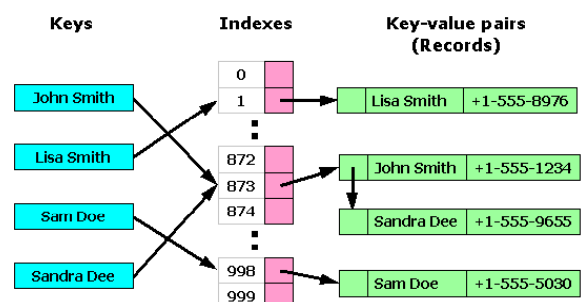 Keys
Indexes
Key-value pairs
(Records)
John Smith
Lisa Smith
Sam Doe
Sandra Dee
0
1
872
873
874
998
999
Lisa Smith +1-555-8976
John Smith +1-555-1234
Sandra Dee +1-555-9655
Sam Doe +1-555-5030